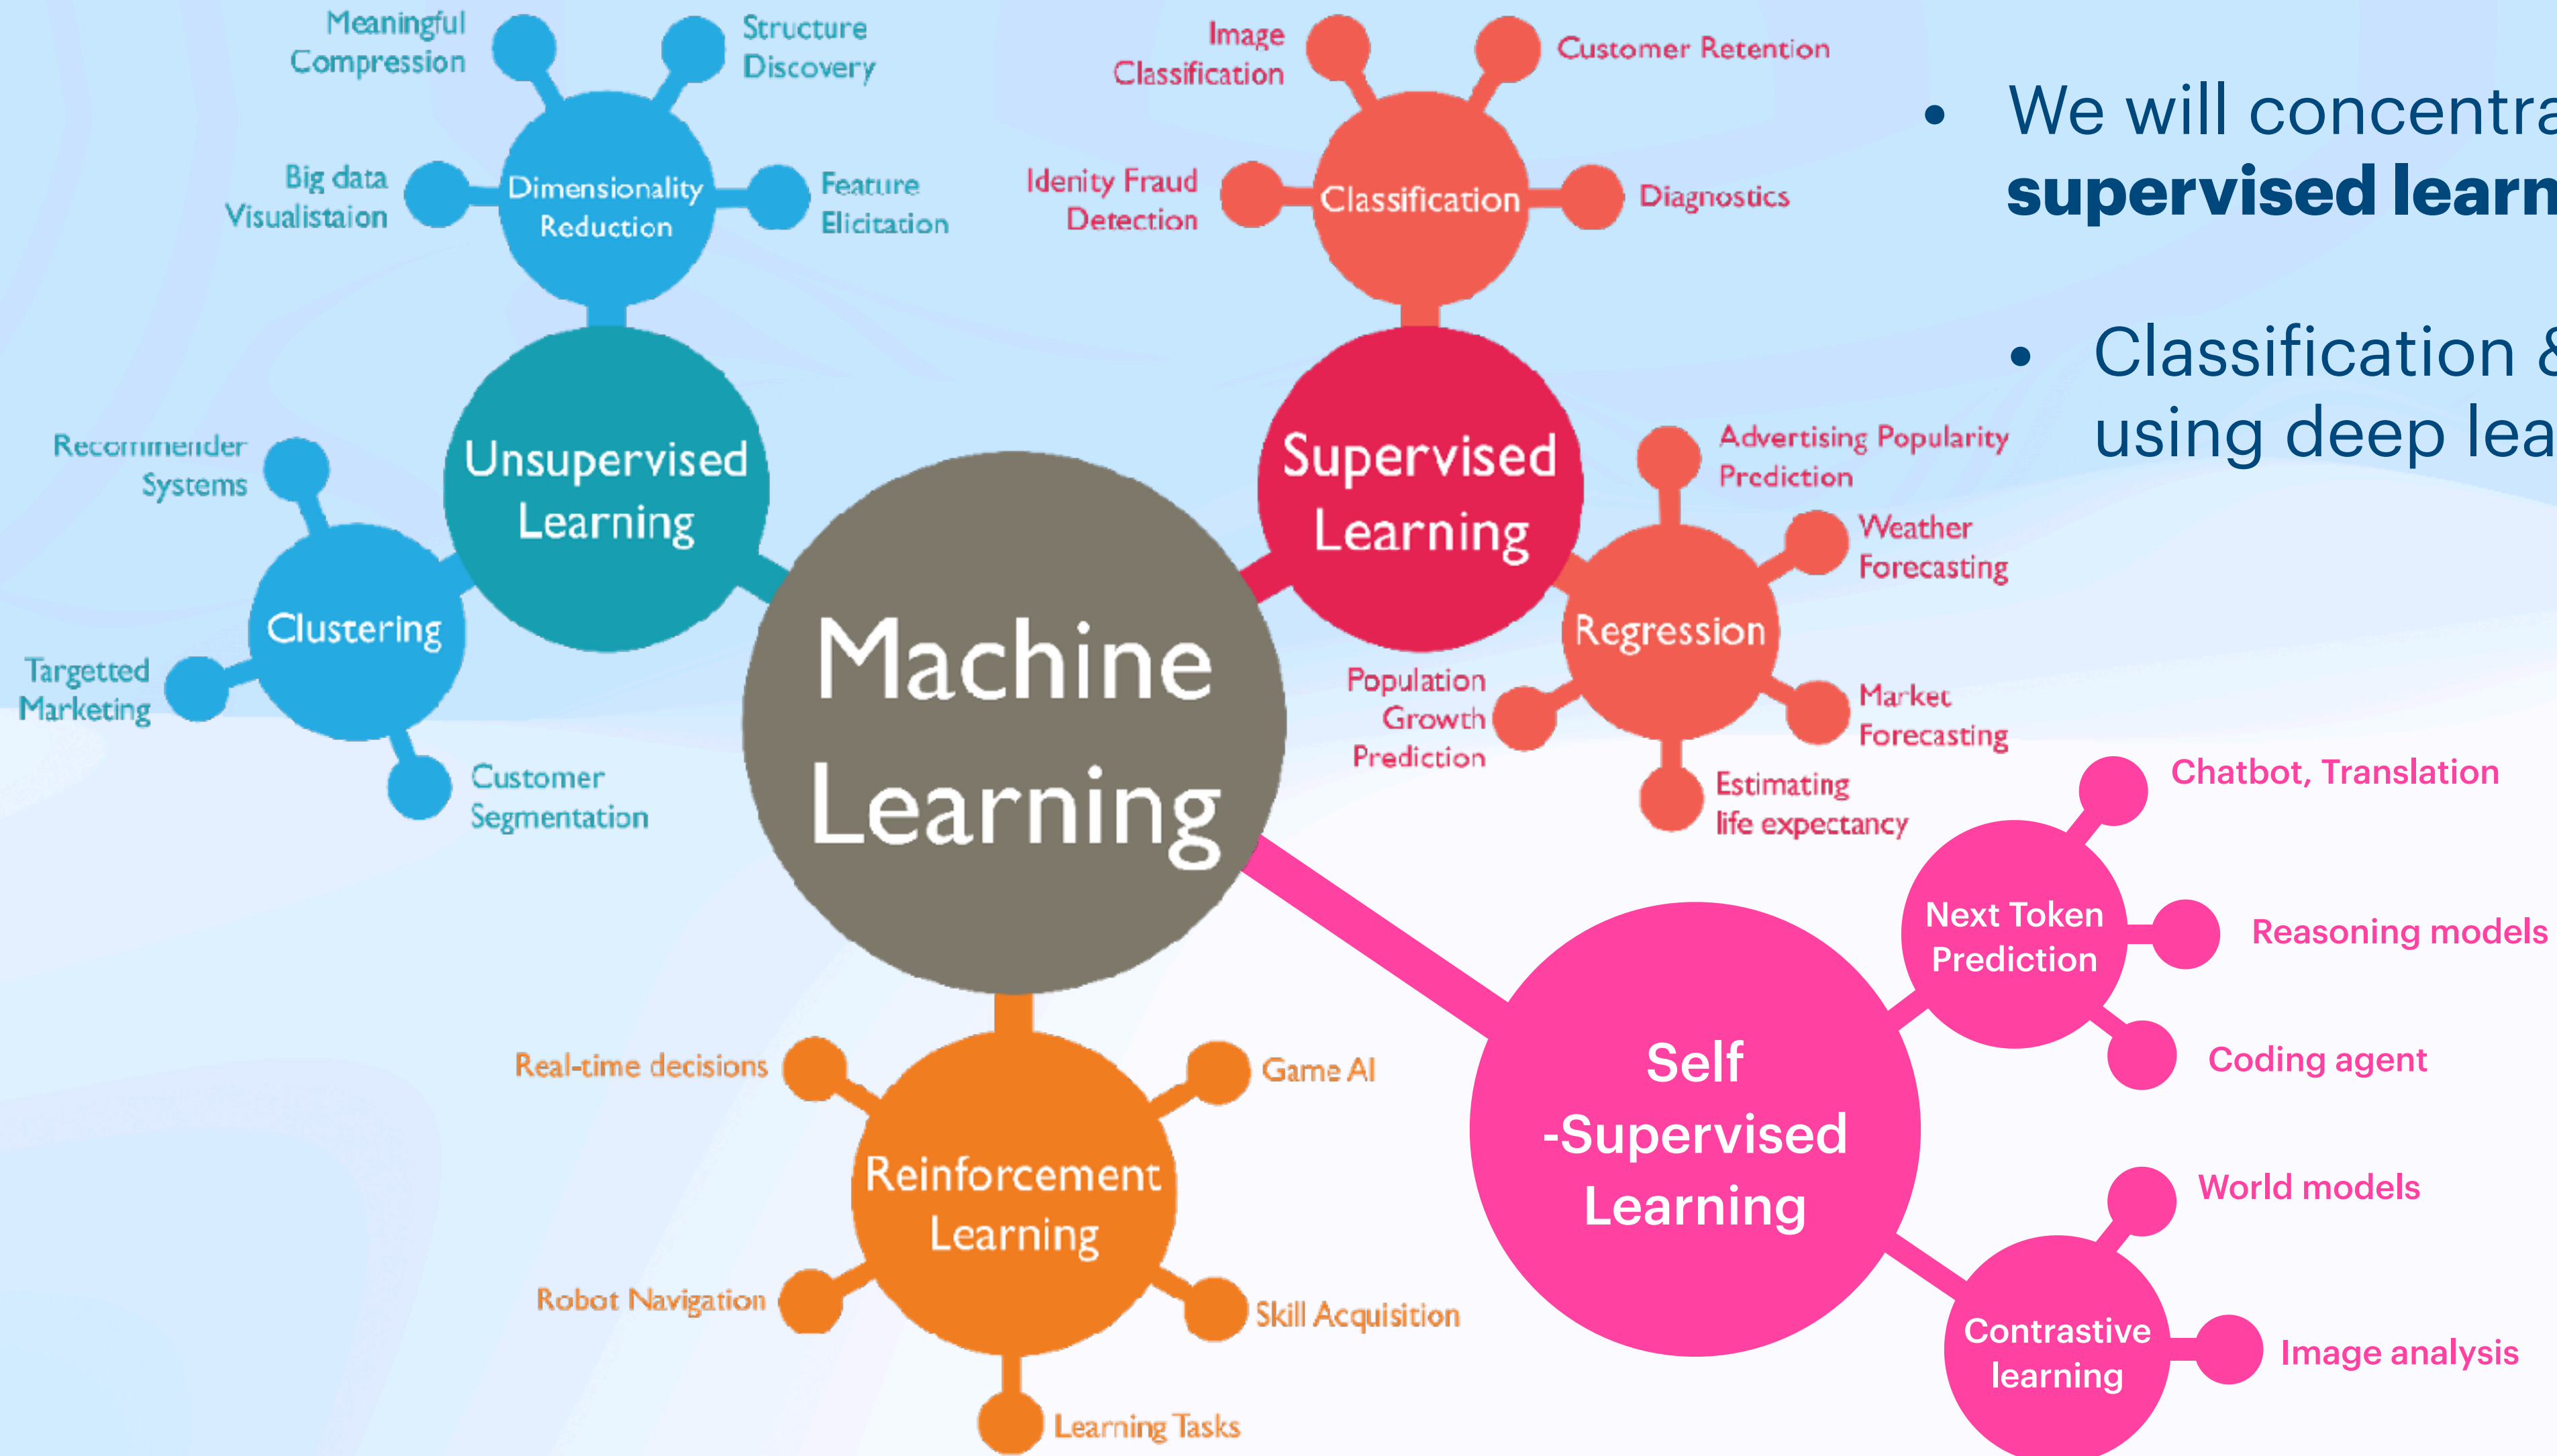 Meaningful
Compression
Structure
Discovery
Big data
Visualistaion
Dimensionality
Reduction
Feature
Elicitation
Image
Classification
Customer Retention
Idenity Fraud
Detection
Classification
Diagnostics
• We will concentra
supervised learn
• Classification &
using deep lea
Recommender
Systems
Unsupervised
Learning
Clustering
Targetted
Marketing
Customer
Segmentation
Machine
Learning
Supervised
Learning
Advertising Popularity
Prediction
Weather
Forecasting
Regression
Population
Growth
Prediction
Market
Forecasting
Estimating
life expectancy
Real-time decisions
Game AI
Reinforcement
Learning
Robot Navigation
Skill Acquisition
Learning Tasks
Self
-Supervised
Learning
Next Token
Prediction
Chatbot, Translation
Reasoning models
Coding agent
World models
Contrastive
learning
Image analysis